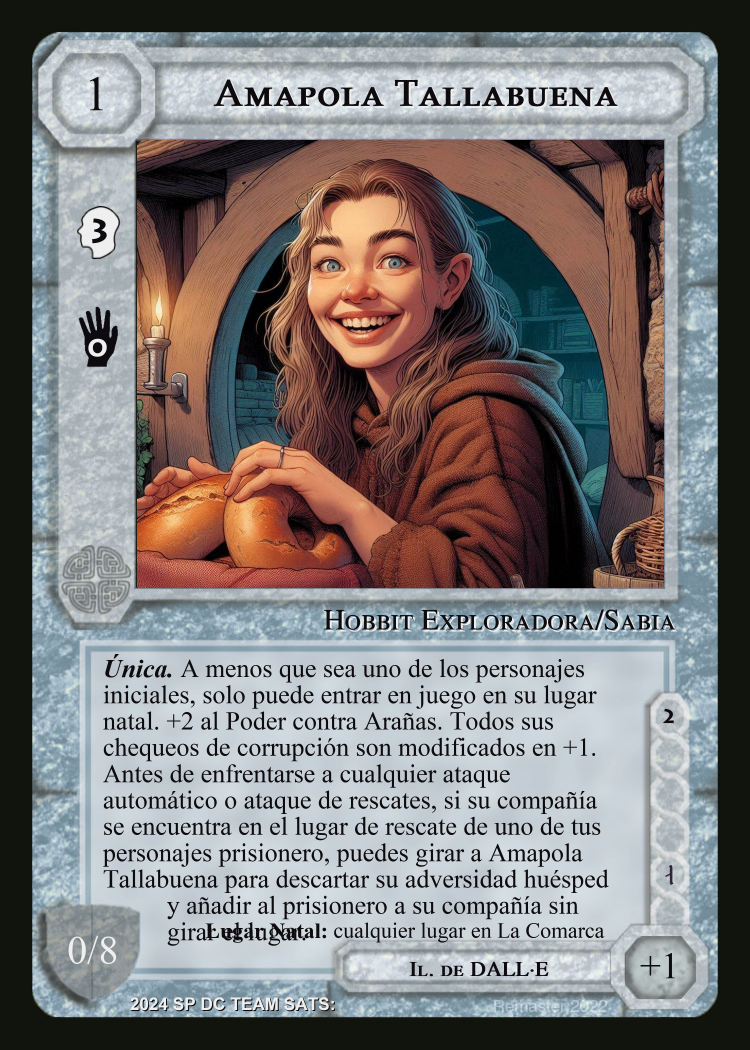 1
Amapola Tallabuena
3
0
Hobbit Exploradora/Sabia
Única. A menos que sea uno de los personajes
iniciales, solo puede entrar en juego en su lugar
natal. +2 al Poder contra Arañas. Todos sus
chequeos de corrupción son modificados en +1.
Antes de enfrentarse a cualquier ataque
automático o ataque de rescates, si su compañía
se encuentra en el lugar de rescate de uno de tus
personajes prisionero, puedes girar a Amapola
Tallabuena para descartar su adversidad huésped
y añadir al prisionero a su compañía sin
girar el lugar.
Lugar Natal: cualquier lugar en La Comarca
2
1
0/8
Il. de DALL·E
+1
2024 SP DC TEAM SATS:
Remaster 2022